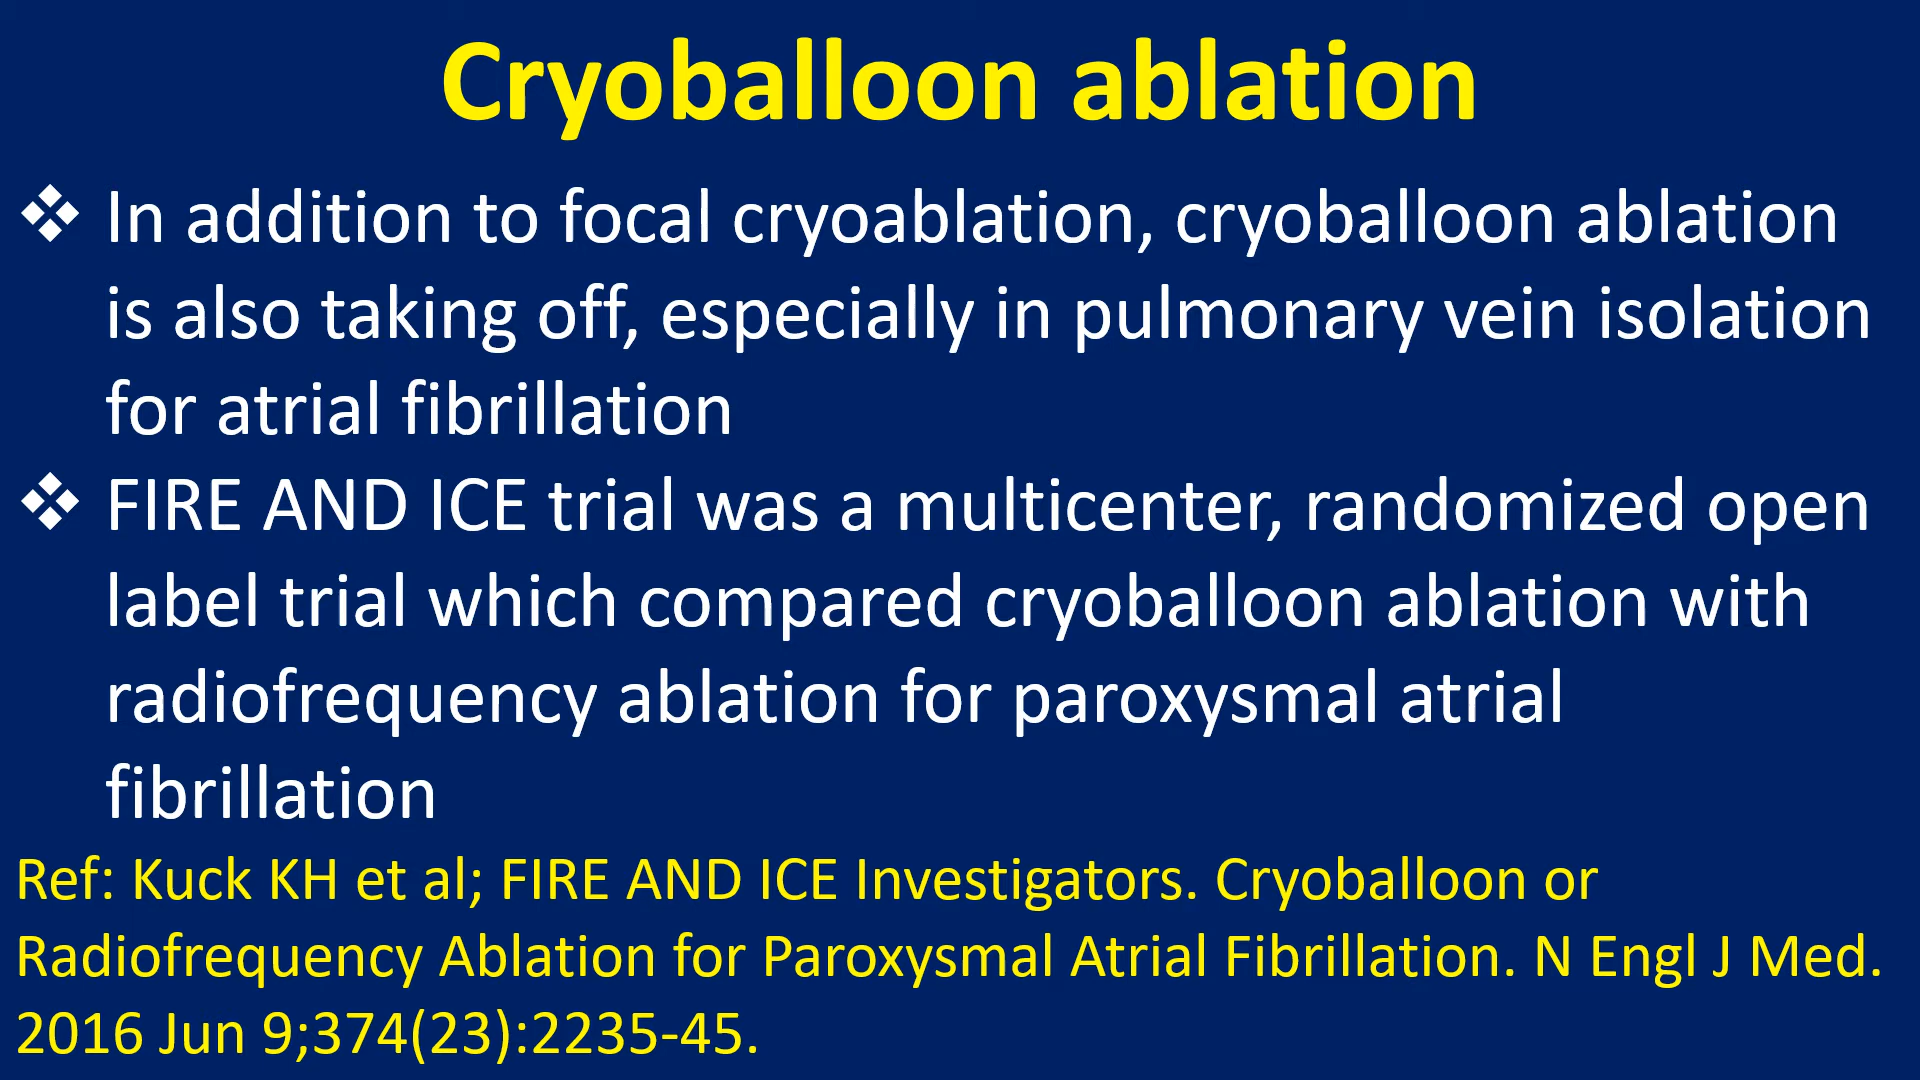 Cryoballoon ablation
❖ In addition to focal cryoablation, cryoballoon ablation
is also taking off, especially in pulmonary vein isolation
for atrial fibrillation
❖ FIRE AND ICE trial was a multicenter, randomized open
label trial which compared cryoballoon ablation with
radiofrequency ablation for paroxysmal atrial
fibrillation
Ref: Kuck KH et al; FIRE AND ICE Investigators. Cryoballoon or
Radiofrequency Ablation for Paroxysmal Atrial Fibrillation. N Engl J Med.
2016 Jun 9;374(23):2235-45.